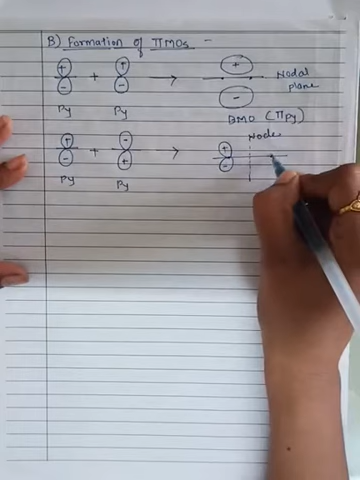 B) Formation of πMOs -
+ + + → +
- - -
Nodal plane
Py Py
BMO (πPy)
Node
+ + - → +
- + -
Py Py